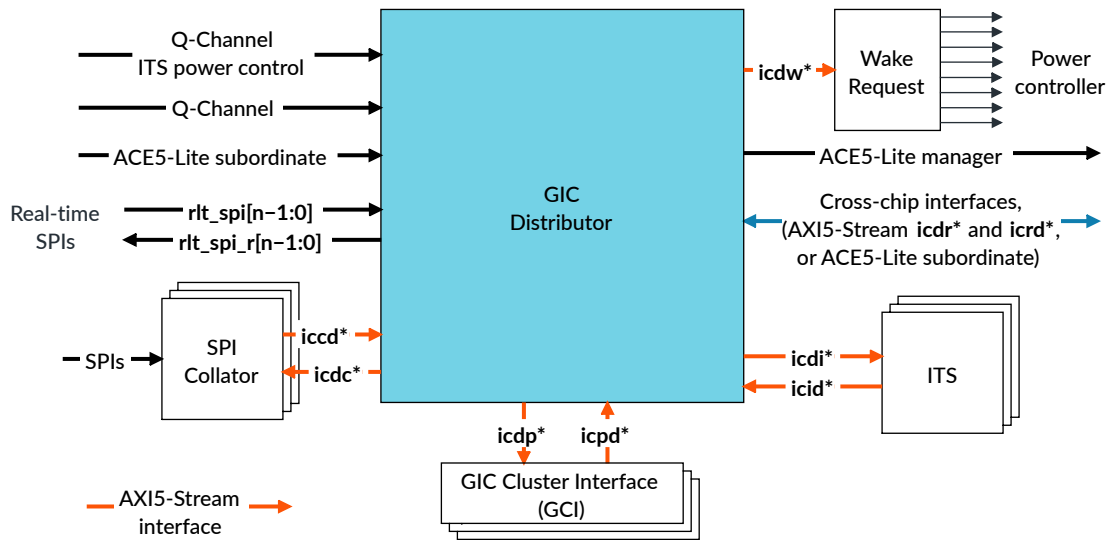 Q-Channel
ITS power control
Q-Channel
ACE5-Lite subordinate
Real-time
SPIs
rlt_spi[n−1:0]
rlt_spi_r[n−1:0]
SPIs
SPI
Collator
iccd*
icdc*
GIC
Distributor
icdw*
Wake
Request
Power
controller
ACE5-Lite manager
Cross-chip interfaces,
(AXI5-Stream icdr* and icrd*,
or ACE5-Lite subordinate)
icdi*
icid*
ITS
icdp*
icpd*
GIC Cluster Interface
(GCI)
AXI5-Stream
interface